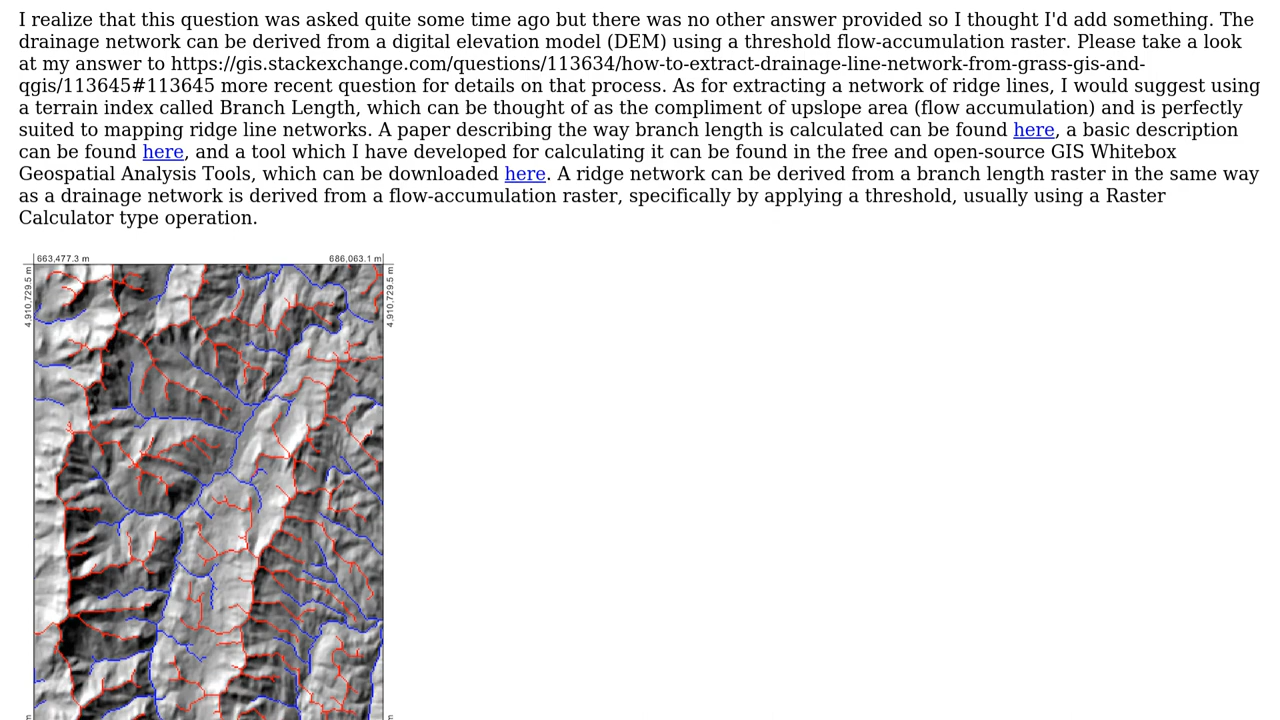 I realize that this question was asked quite some time ago but there was no other answer provided so I thought I'd add something. The
drainage network can be derived from a digital elevation model (DEM) using a threshold flow-accumulation raster. Please take a look
at my answer to https://gis.stackexchange.com/questions/113634/how-to-extract-drainage-line-network-from-grass-gis-and-
qgis/113645#113645 more recent question for details on that process. As for extracting a network of ridge lines, I would suggest using
a terrain index called Branch Length, which can be thought of as the compliment of upslope area (flow accumulation) and is perfectly
suited to mapping ridge line networks. A paper describing the way branch length is calculated can be found here, a basic description
can be found here, and a tool which I have developed for calculating it can be found in the free and open-source GIS Whitebox
Geospatial Analysis Tools, which can be downloaded here. A ridge network can be derived from a branch length raster in the same way
as a drainage network is derived from a flow-accumulation raster, specifically by applying a threshold, usually using a Raster
Calculator type operation.
663,477.3 m 686,063.1 m
4,910,729.5 m
4,910,729.5 m